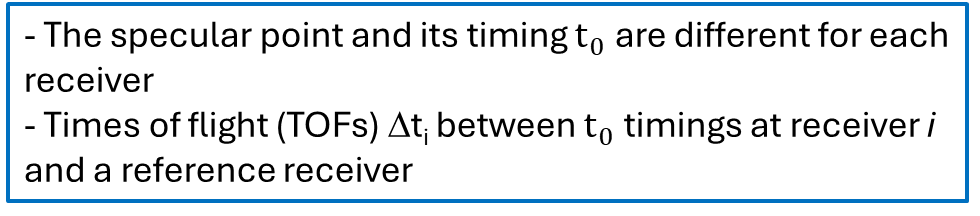 - The specular point and its timing t₀ are different for each
receiver
- Times of flight (TOFs) Δtᵢ between t₀ timings at receiver i
and a reference receiver